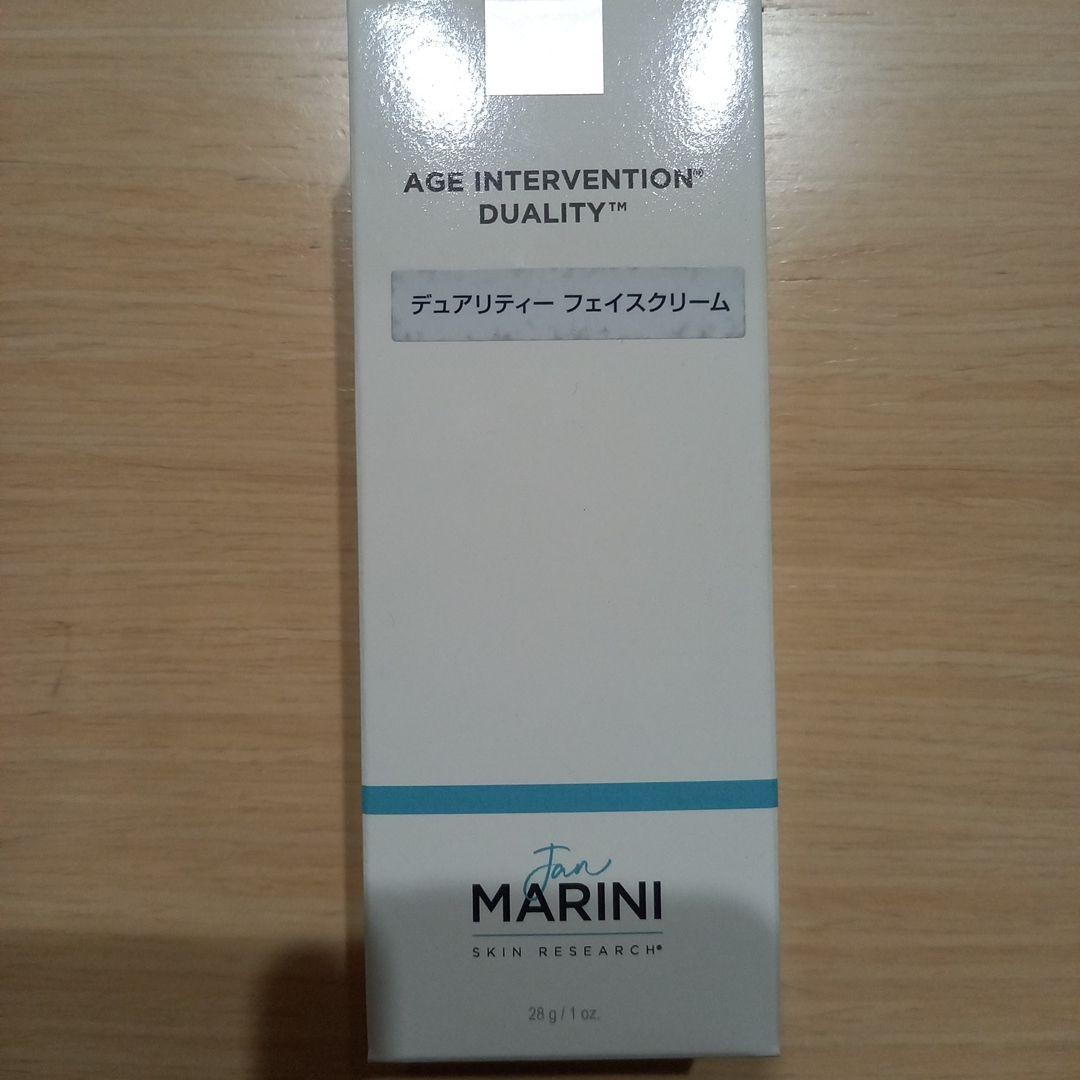 AGE INTERVENTION®
DUALITY™
デュアリティー フェイスクリーム
Jan
MARINI
SKIN RESEARCH®
28 g / 1 oz.